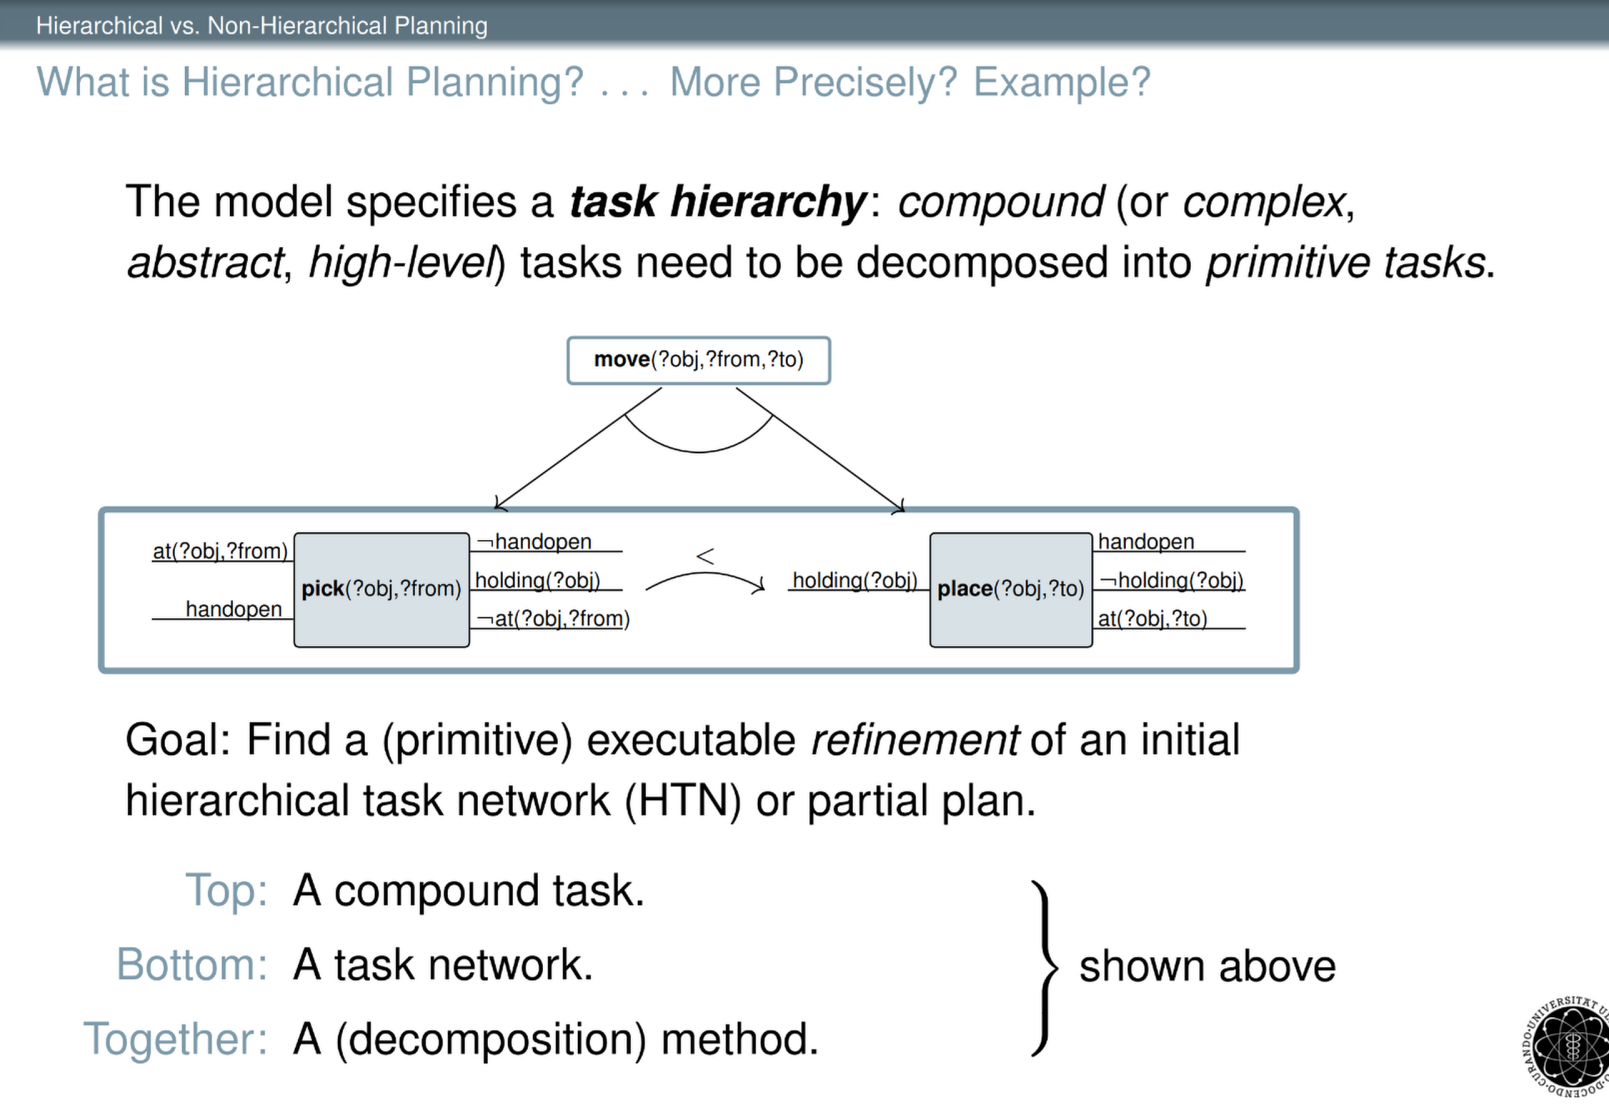 Hierarchical vs. Non-Hierarchical Planning
What is Hierarchical Planning? . . . More Precisely? Example?
The model specifies a task hierarchy: compound (or complex,
abstract, high-level) tasks need to be decomposed into primitive tasks.
move(?obj,?from,?to)
at(?obj,?from)
handopen
pick(?obj,?from)
¬handopen
holding(?obj)
¬at(?obj,?from)
<
holding(?obj)
place(?obj,?to)
handopen
¬holding(?obj)
at(?obj,?to)
Goal: Find a (primitive) executable refinement of an initial
hierarchical task network (HTN) or partial plan.
Top: A compound task.
Bottom: A task network.
Together: A (decomposition) method.
shown above